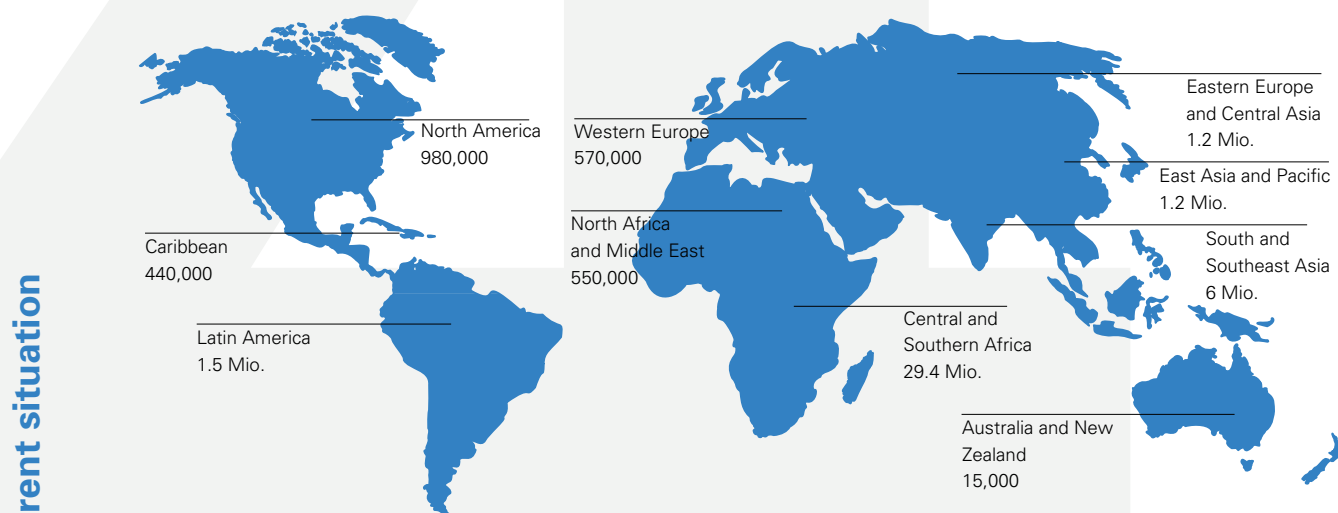 North America
980,000
Western Europe
570,000
Eastern Europe
and Central Asia
1.2 Mio.
East Asia and Pacific
1.2 Mio.
Caribbean
440,000
North Africa
and Middle East
550,000
South and
Southeast Asia
6 Mio.
Latin America
1.5 Mio.
Central and
Southern Africa
29.4 Mio.
Australia and New
Zealand
15,000
rent situation